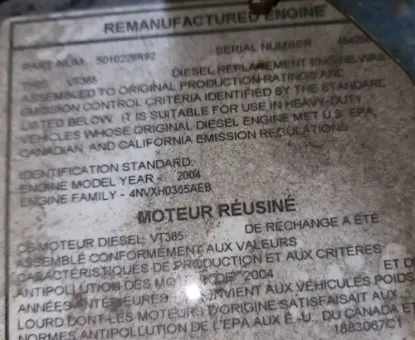 REMANUFACTURED ENGINE
PART NUM. 5010226R92 SERIAL NUMBER
THIS VT365 DIESEL REPLACEMENT ENGINE WAS
ASSEMBLED TO ORIGINAL PRODUCTION RATINGS AND
EMISSION CONTROL CRITERIA IDENTIFIED BY THE STANDARD
LISTED BELOW. IT IS SUITABLE FOR USE IN HEAVY-DUTY
VEHICLES WHOSE ORIGINAL DIESEL ENGINE MET U.S. EPA,
CANADIAN AND CALIFORNIA EMISSION REGULATIONS.
IDENTIFICATION STANDARD:
ENGINE MODEL YEAR - 2004
ENGINE FAMILY - 4NVXH0365AEB
MOTEUR RÉUSINÉ
CE MOTEUR DIESEL VT365 DE RECHANGE A ÉTÉ
ASSEMBLÉ CONFORMÉMENT AUX VALEURS
CARACTÉRISTIQUES DE PRODUCTION ET AUX CRITÈRES
ANTIPOLLUTION DES DE 2004 ET D
ANNÉES ANTÉRIEURES CONVIENT AUX VÉHICULES POIDS
LOURD DONT LES MOTEURS D'ORIGINE SATISFAISAIT AUX
NORMES ANTIPOLLUTION DE L'EPA AUX É.-U., DU CANADA ET
1883067C1